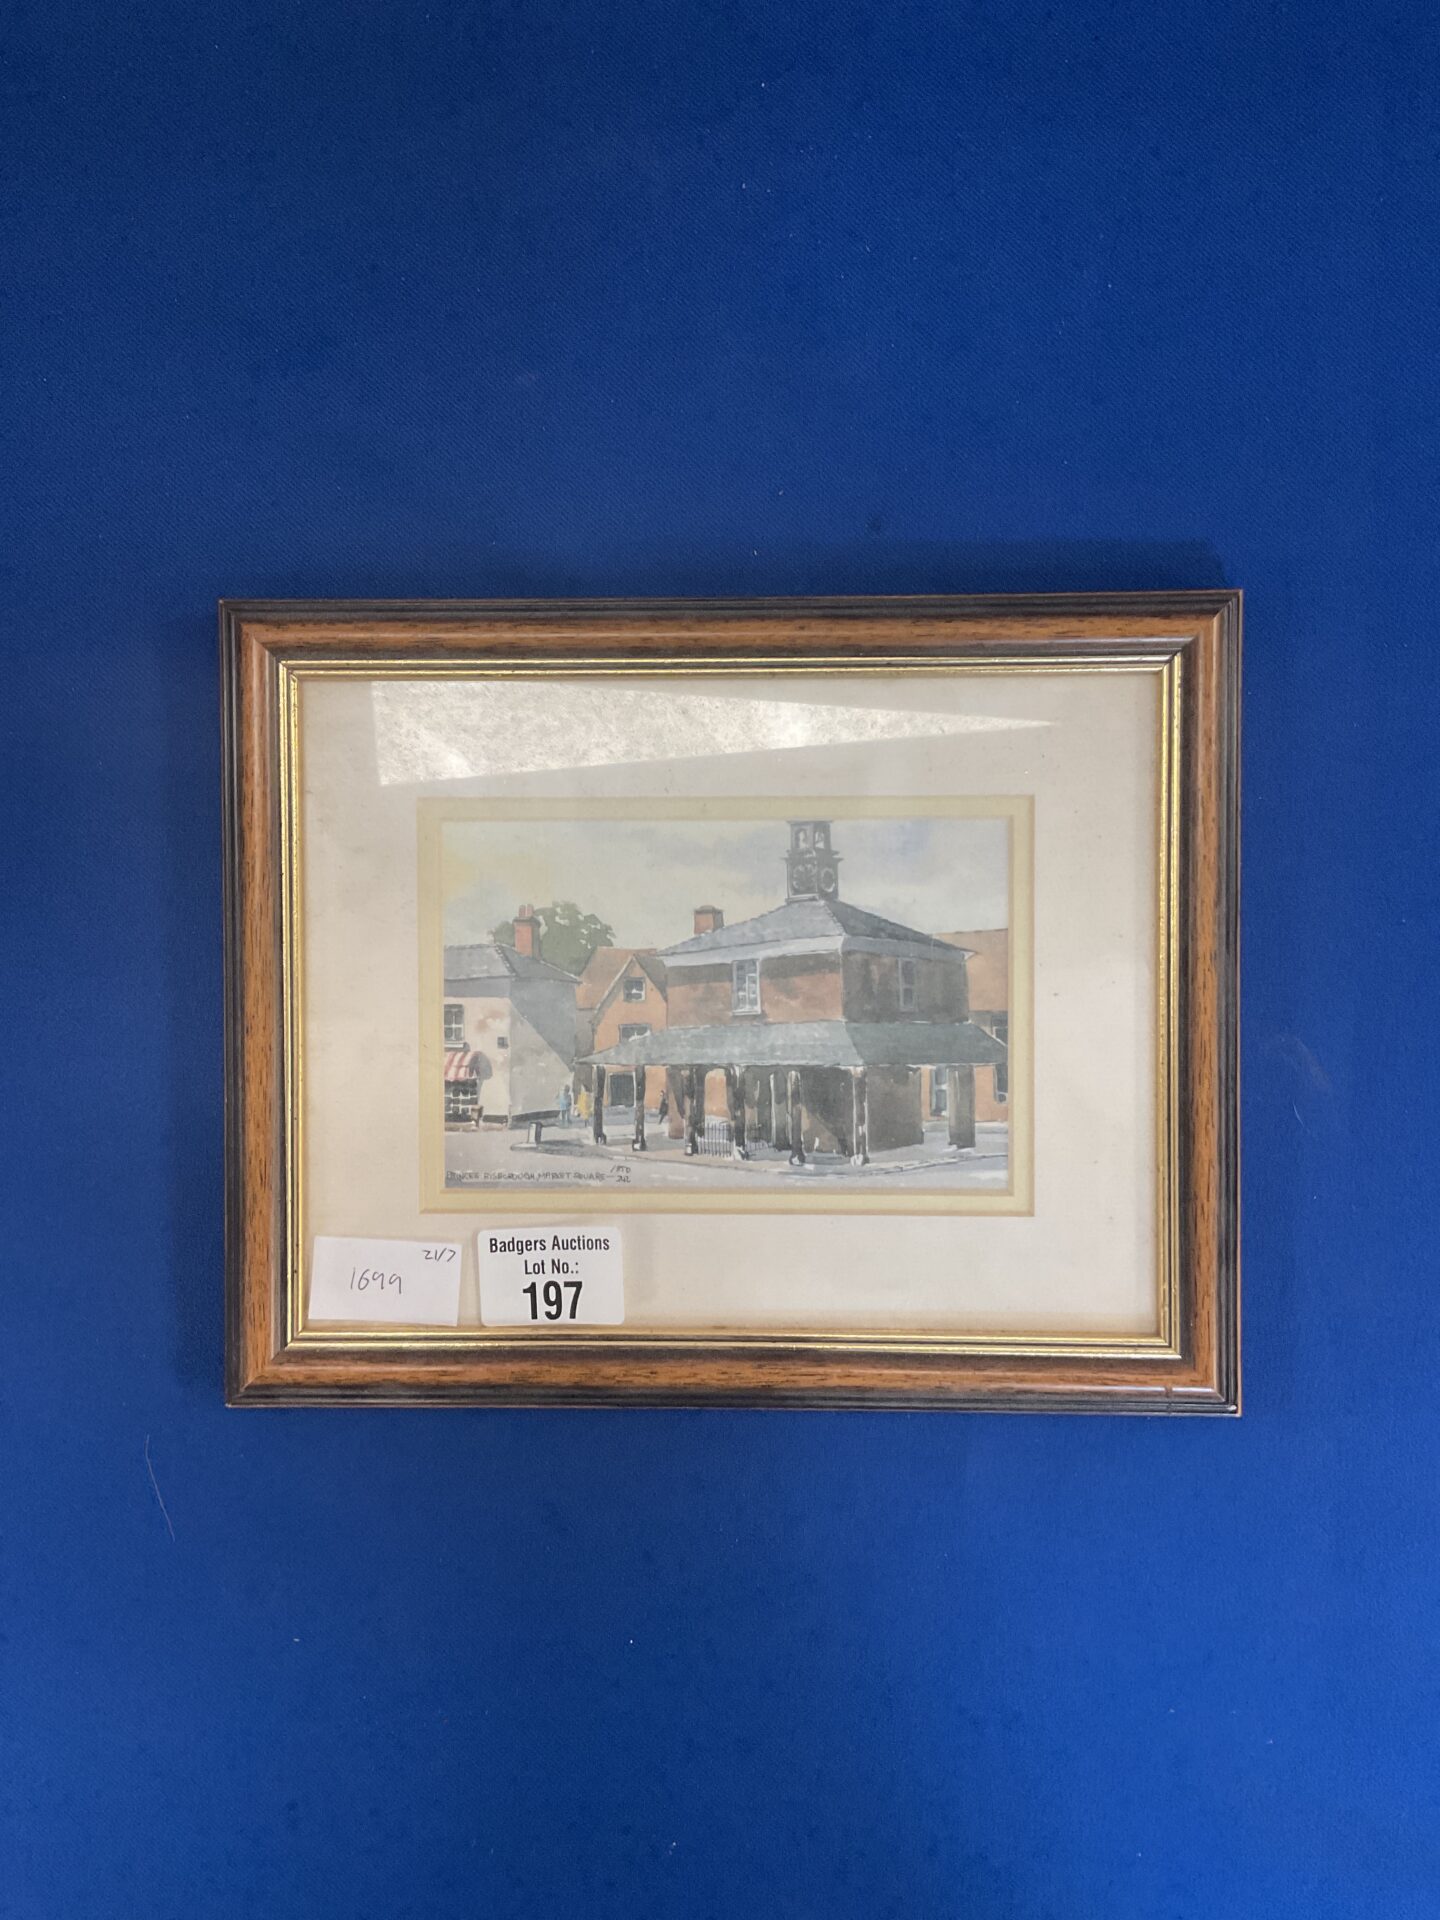 PRINCES RISBOROUGH, MARKET SQUARE
21/7
1699
Badgers Auctions
Lot No.:
197